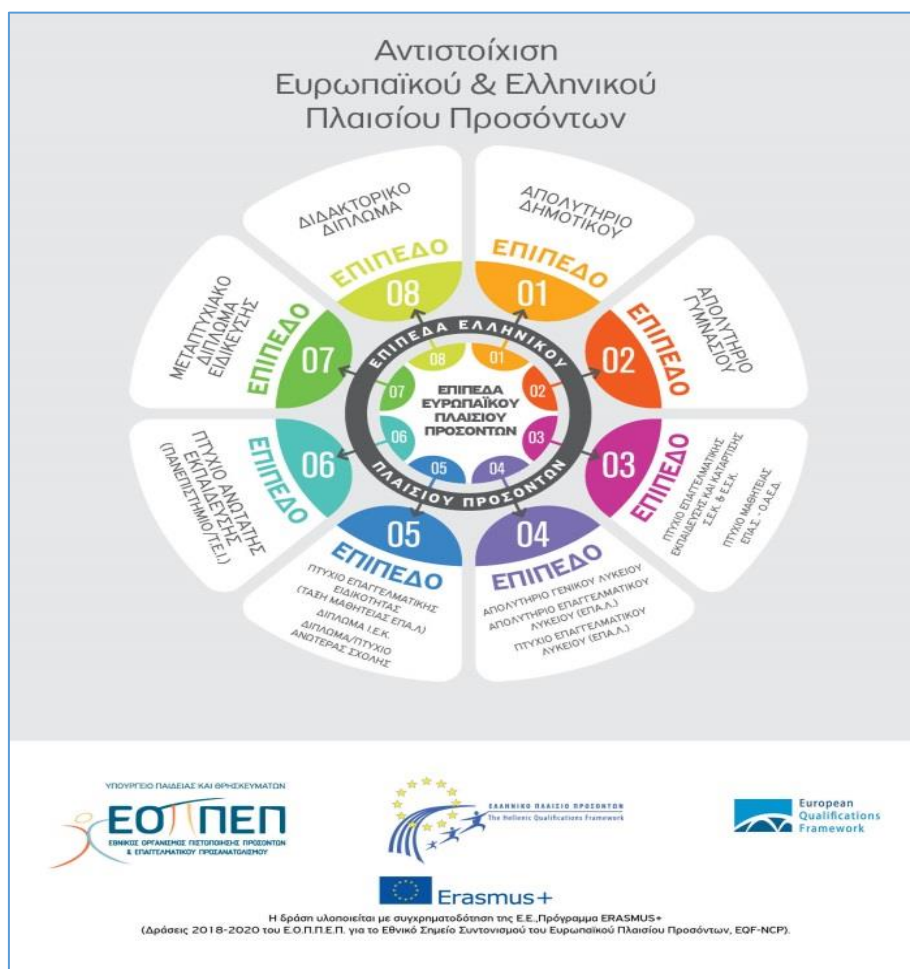 Αντιστοίχιση
Ευρωπαϊκού & Ελληνικού
Πλαισίου Προσόντων
ΑΠΟΛΥΤΗΡΙΟ
ΔΗΜΟΤΙΚΟΥ
ΕΠΙΠΕΔΟ
01
ΑΠΟΛΥΤΗΡΙΟ
ΓΥΜΝΑΣΙΟΥ
ΕΠΙΠΕΔΟ
02
ΕΠΙΠΕΔΟ
03
ΠΤΥΧΙΟ ΕΠΑΓΓΕΛΜΑΤΙΚΗΣ
ΕΚΠΑΙΔΕΥΣΗΣ ΚΑΙ ΚΑΤΑΡΤΙΣΗΣ
Σ.Ε.Κ. & Ε.Σ.Κ.
ΠΤΥΧΙΟ ΜΑΘΗΤΕΙΑΣ
ΕΠΑ.Σ. - Ο.Α.Ε.Δ.
04
ΕΠΙΠΕΔΟ
ΑΠΟΛΥΤΗΡΙΟ ΓΕΝΙΚΟΥ ΛΥΚΕΙΟΥ
ΑΠΟΛΥΤΗΡΙΟ ΕΠΑΓΓΕΛΜΑΤΙΚΟΥ
ΛΥΚΕΙΟΥ (ΕΠΑ.Λ.)
ΠΤΥΧΙΟ ΕΠΑΓΓΕΛΜΑΤΙΚΟΥ
ΛΥΚΕΙΟΥ (ΕΠΑ.Λ.)
05
ΕΠΙΠΕΔΟ
ΠΤΥΧΙΟ ΕΠΑΓΓΕΛΜΑΤΙΚΗΣ
ΕΙΔΙΚΟΤΗΤΑΣ
(ΤΑΞΗ ΜΑΘΗΤΕΙΑΣ ΕΠΑ.Λ)
ΔΙΠΛΩΜΑ Ι.Ε.Κ.
ΔΙΠΛΩΜΑ/ΠΤΥΧΙΟ
ΑΝΩΤΕΡΑΣ ΣΧΟΛΗΣ
ΠΤΥΧΙΟ ΑΝΩΤΑΤΗΣ
ΕΚΠΑΙΔΕΥΣΗΣ
(ΠΑΝΕΠΙΣΤΗΜΙΟ/Τ.Ε.Ι.)
ΕΠΙΠΕΔΟ
06
ΜΕΤΑΠΤΥΧΙΑΚΟ
ΔΙΠΛΩΜΑ
ΕΙΔΙΚΕΥΣΗΣ
ΕΠΙΠΕΔΟ
07
ΔΙΔΑΚΤΟΡΙΚΟ
ΔΙΠΛΩΜΑ
ΕΠΙΠΕΔΟ
08
ΕΠΙΠΕΔΑ ΕΛΛΗΝΙΚΟΥ
ΠΛΑΙΣΙΟΥ ΠΡΟΣΟΝΤΩΝ
01
02
03
04
05
06
07
08
ΕΠΙΠΕΔΑ
ΕΥΡΩΠΑΪΚΟΥ
ΠΛΑΙΣΙΟΥ
ΠΡΟΣΟΝΤΩΝ
ΥΠΟΥΡΓΕΙΟ ΠΑΙΔΕΙΑΣ ΚΑΙ ΘΡΗΣΚΕΥΜΑΤΩΝ
ΕΟΠΠΕΠ
ΕΘΝΙΚΟΣ ΟΡΓΑΝΙΣΜΟΣ ΠΙΣΤΟΠΟΙΗΣΗΣ ΠΡΟΣΟΝΤΩΝ
& ΕΠΑΓΓΕΛΜΑΤΙΚΟΥ ΠΡΟΣΑΝΑΤΟΛΙΣΜΟΥ
ΕΛΛΗΝΙΚΟ ΠΛΑΙΣΙΟ ΠΡΟΣΟΝΤΩΝ
The Hellenic Qualifications Framework
European
Qualifications
Framework
Erasmus+
Η δράση υλοποιείται με συγχρηματοδότηση της Ε.Ε.,Πρόγραμμα ERASMUS+
(Δράσεις 2018-2020 του Ε.Ο.Π.Π.Ε.Π. για το Εθνικό Σημείο Συντονισμού του Ευρωπαϊκού Πλαισίου Προσόντων, EQF-NCP).